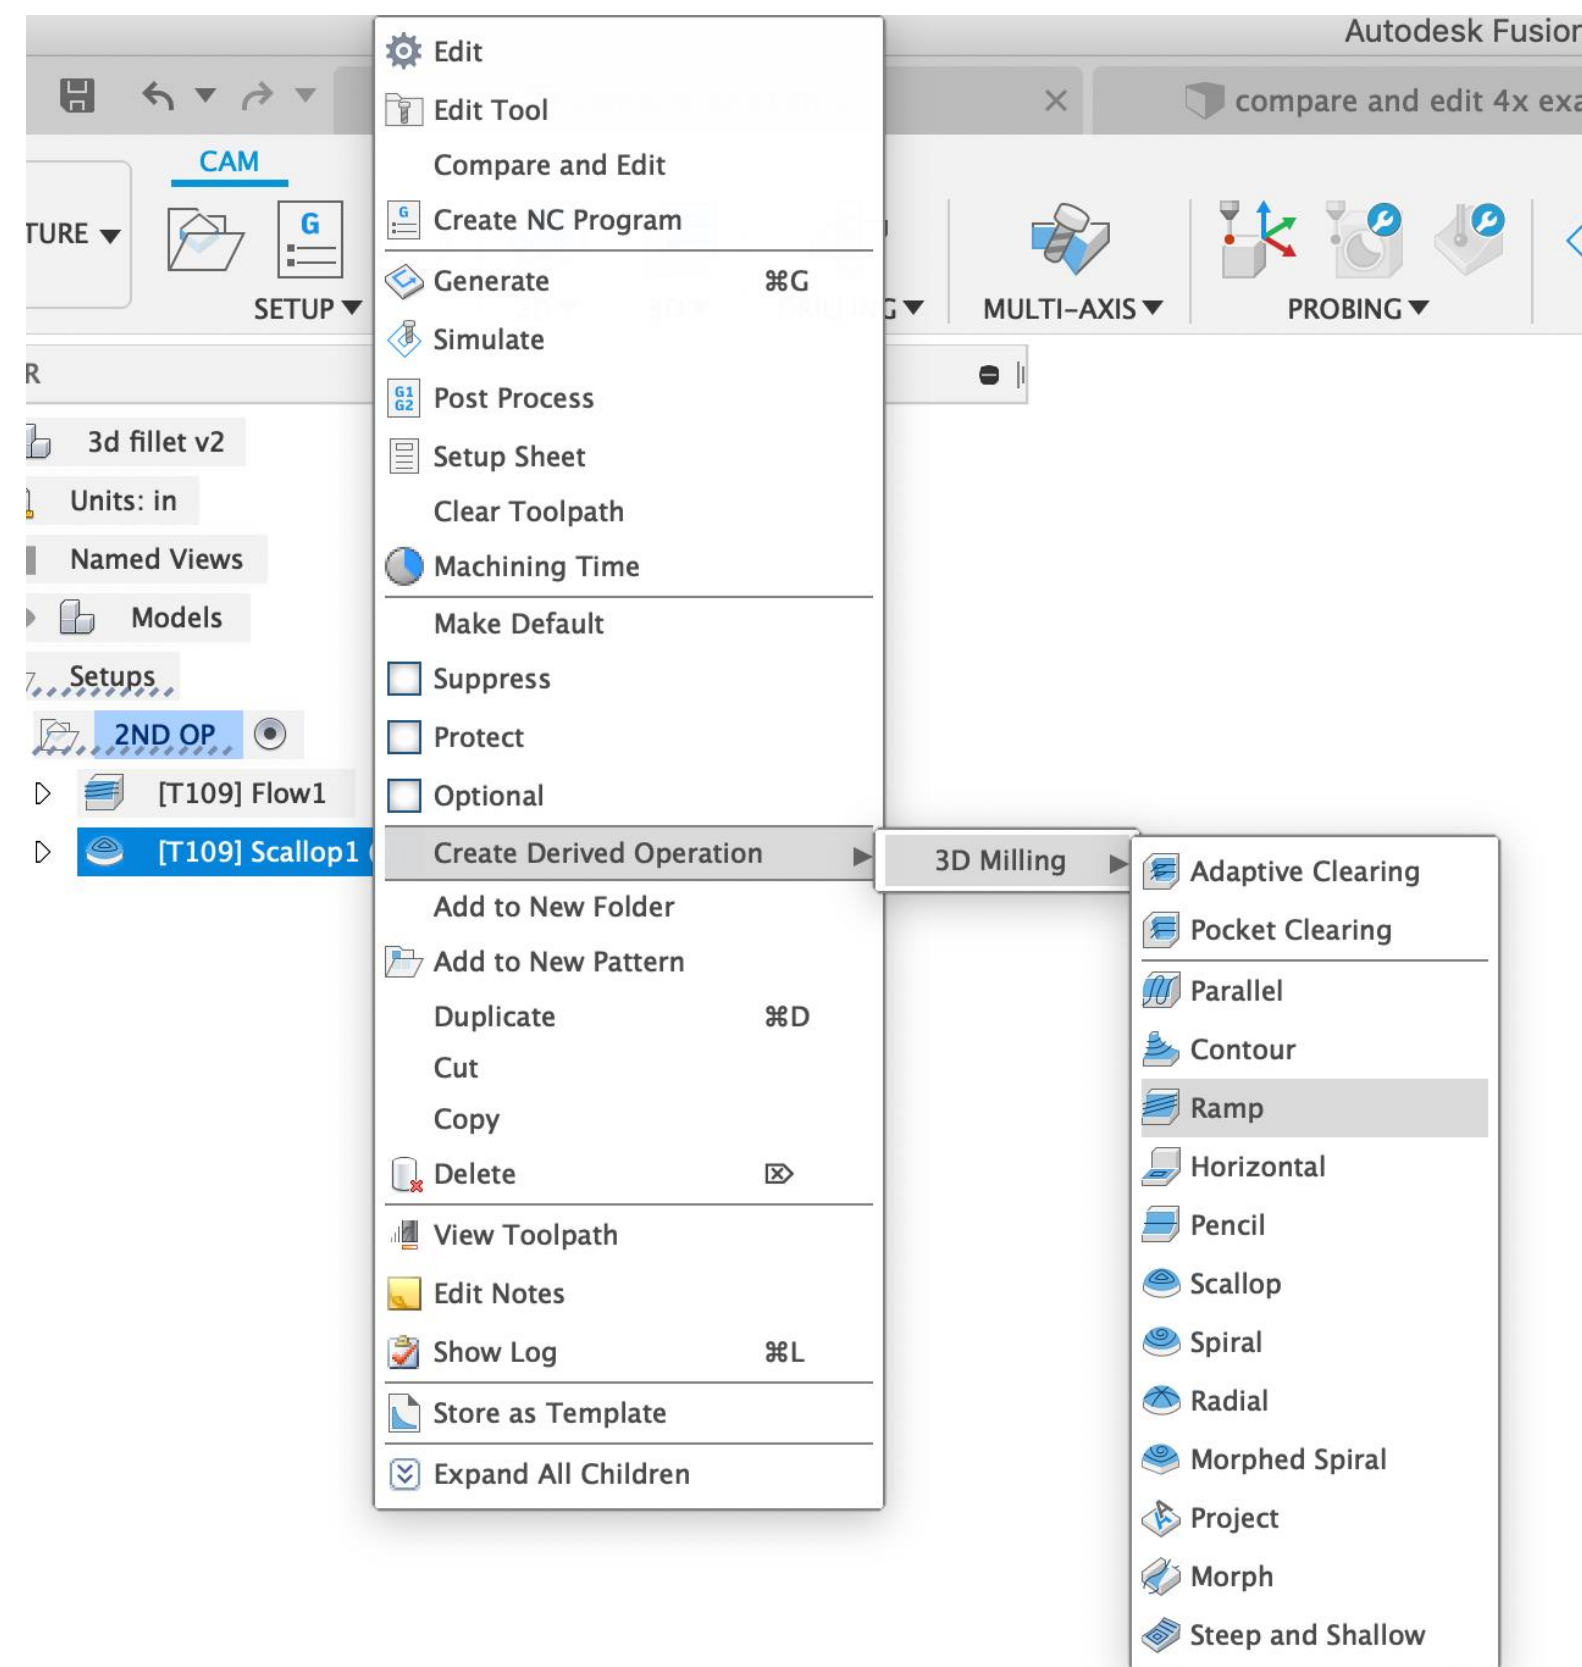 Autodesk Fusion
compare and edit 4x exa
CAM
TURE
G
SETUP
MULTI-AXIS
PROBING
R
3d fillet v2
Units: in
Named Views
Models
Setups
2ND OP
[T109] Flow1
[T109] Scallop1
Edit
Edit Tool
Compare and Edit
G
Create NC Program
Generate ⌘G
Simulate
G1
G2
Post Process
Setup Sheet
Clear Toolpath
Machining Time
Make Default
Suppress
Protect
Optional
Create Derived Operation
Add to New Folder
Add to New Pattern
Duplicate ⌘D
Cut
Copy
Delete ⌦
View Toolpath
Edit Notes
Show Log ⌘L
Store as Template
Expand All Children
3D Milling
Adaptive Clearing
Pocket Clearing
Parallel
Contour
Ramp
Horizontal
Pencil
Scallop
Spiral
Radial
Morphed Spiral
Project
Morph
Steep and Shallow